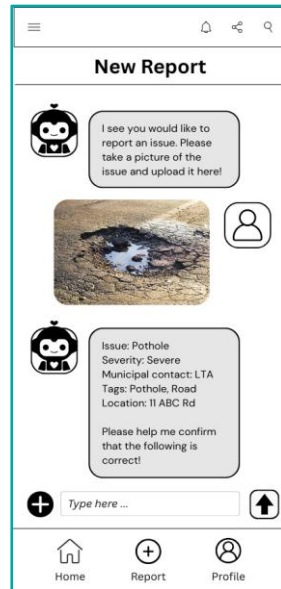 New Report
I see you would like to
report an issue. Please
take a picture of the
issue and upload it here!
Issue: Pothole
Severity: Severe
Municipal contact: LTA
Tags: Pothole, Road
Location: 11 ABC Rd
Please help me confirm
that the following is
correct!
Type here ...
Home Report Profile